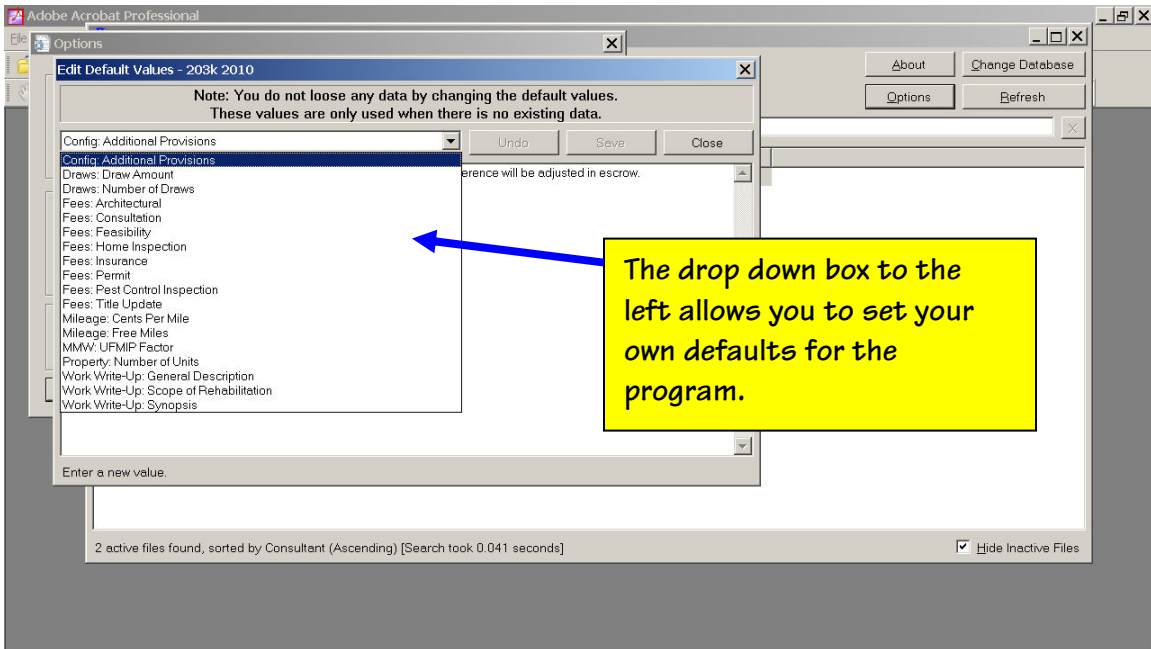 Adobe Acrobat Professional
Options
Edit Default Values - 203k 2010
About
Change Database
Note: You do not loose any data by changing the default values.
These values are only used when there is no existing data.
Options
Refresh
Config: Additional Provisions
Undo
Save
Close
Config: Additional Provisions
Draws: Draw Amount
erence will be adjusted in escrow.
Draws: Number of Draws
Fees: Architectural
Fees: Consultation
Fees: Feasibility
Fees: Home Inspection
Fees: Insurance
Fees: Permit
Fees: Pest Control Inspection
Fees: Title Update
Mileage: Cents Per Mile
Mileage: Free Miles
MMW: UFMIP Factor
Property: Number of Units
Work Write-Up: General Description
Work Write-Up: Scope of Rehabilitation
Work Write-Up: Synopsis
The drop down box to the
left allows you to set your
own defaults for the
program.
Enter a new value.
2 active files found, sorted by Consultant (Ascending) [Search took 0.041 seconds]
Hide Inactive Files